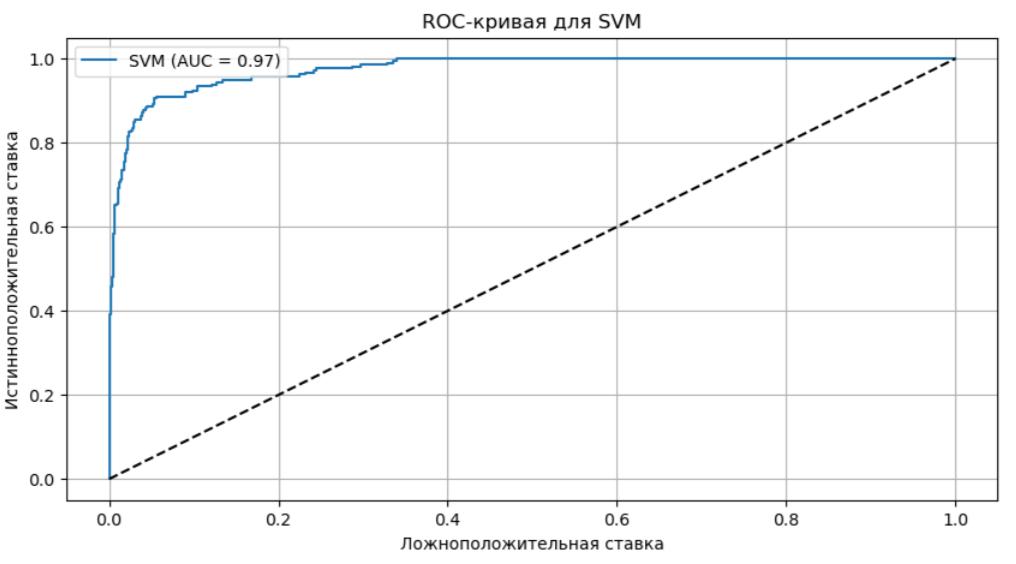 ROC-кривая для SVM
SVM (AUC = 0.97)
Истинноположительная ставка
1.0
0.8
0.6
0.4
0.2
0.0
0.0 0.2 0.4 0.6 0.8 1.0
Ложноположительная ставка